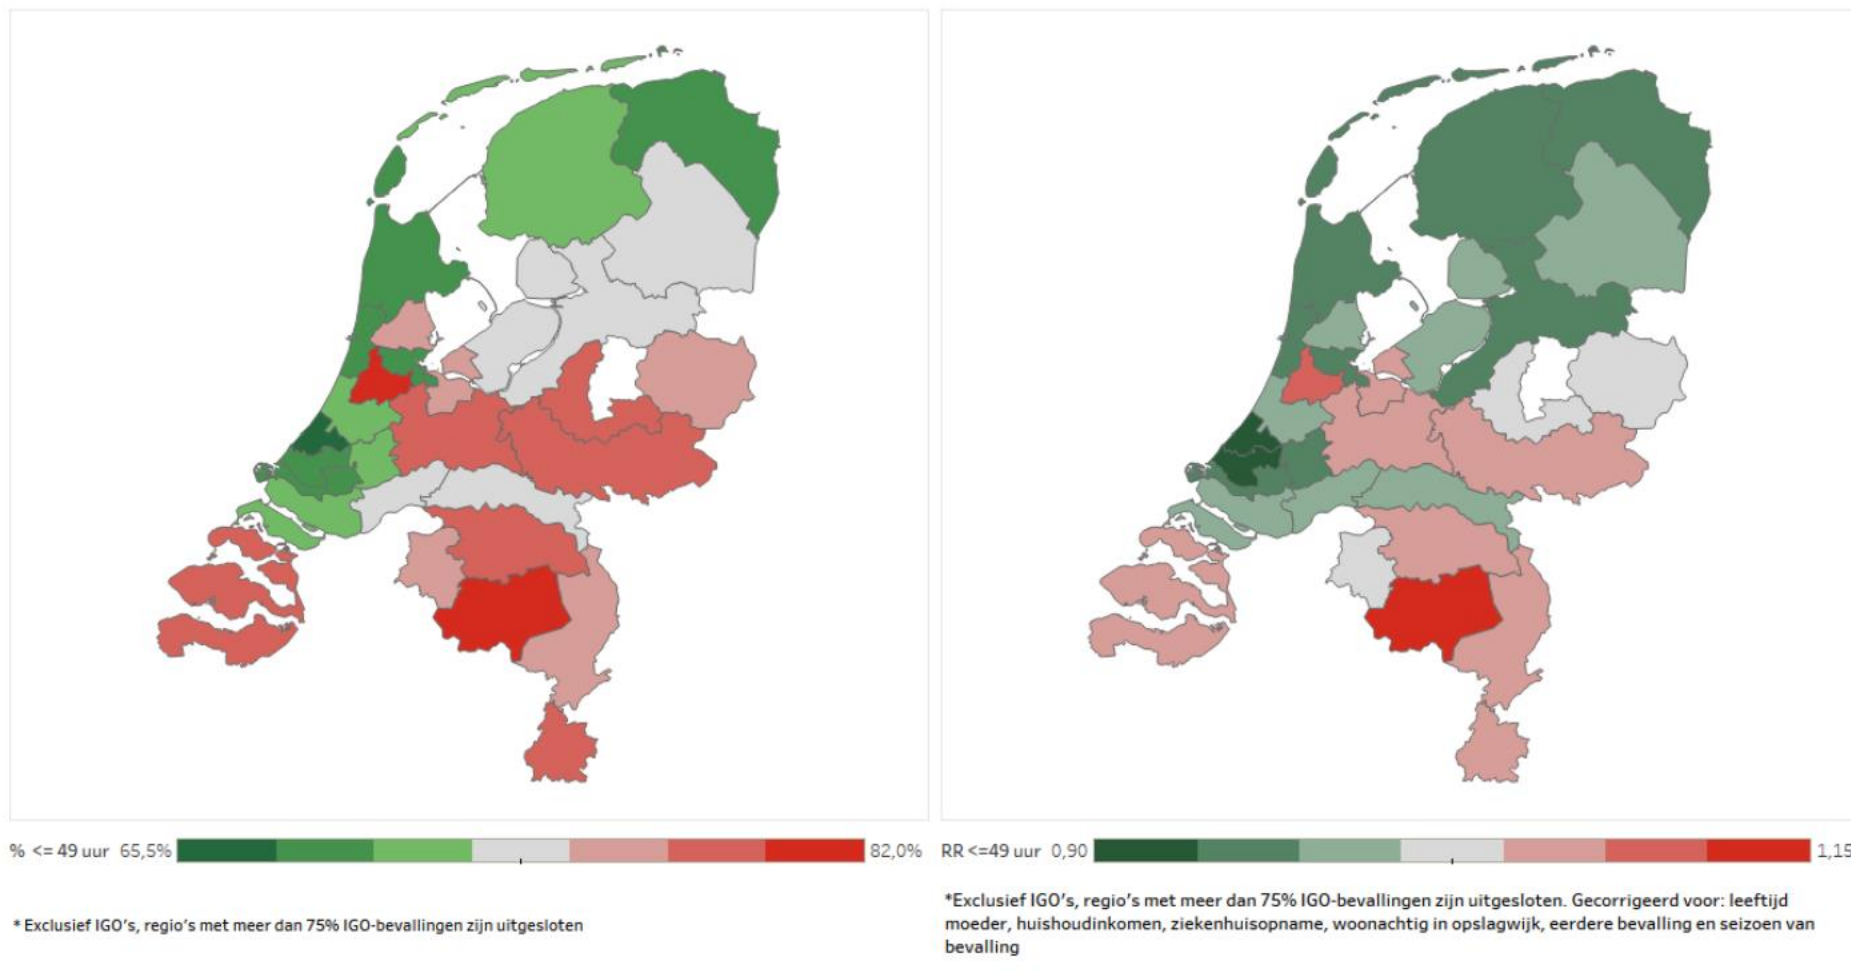 % <= 49 uur 65,5% 82,0%
* Exclusief IGO's, regio's met meer dan 75% IGO-bevallingen zijn uitgesloten
RR <=49 uur 0,90 1,15
*Exclusief IGO's, regio's met meer dan 75% IGO-bevallingen zijn uitgesloten. Gecorrigeerd voor: leeftijd
moeder, huishoudinkomen, ziekenhuisopname, woonachtig in opslagwijk, eerdere bevalling en seizoen van
bevalling